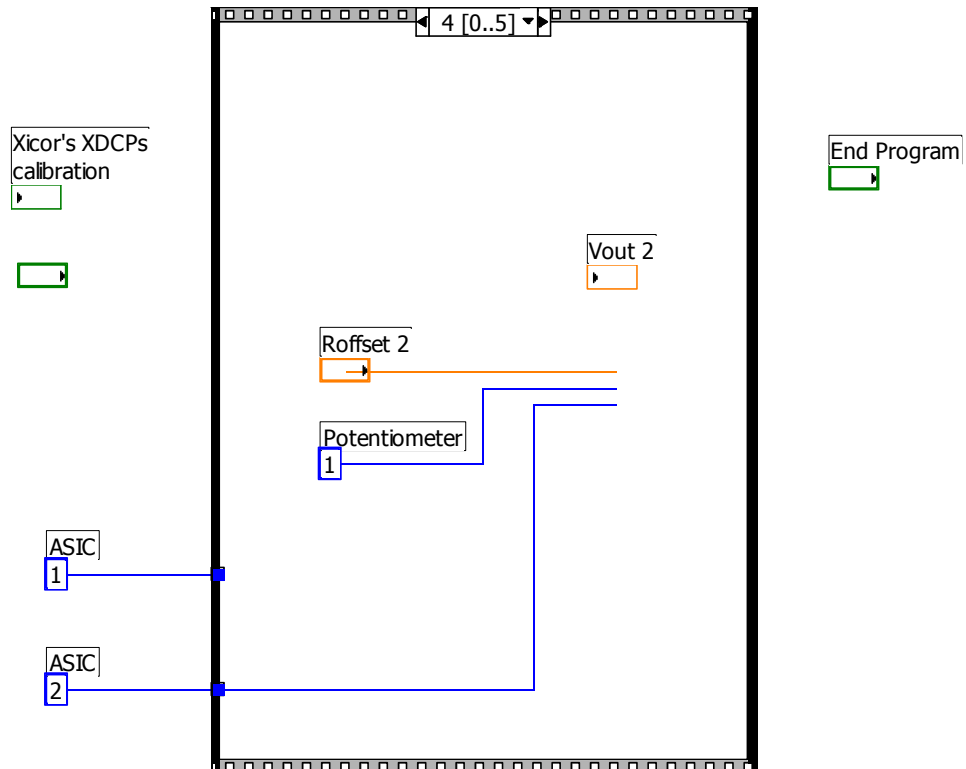 4 [0..5]
Xicor's XDCPs
calibration
End Program
Vout 2
Roffset 2
Potentiometer
1
ASIC
1
ASIC
2